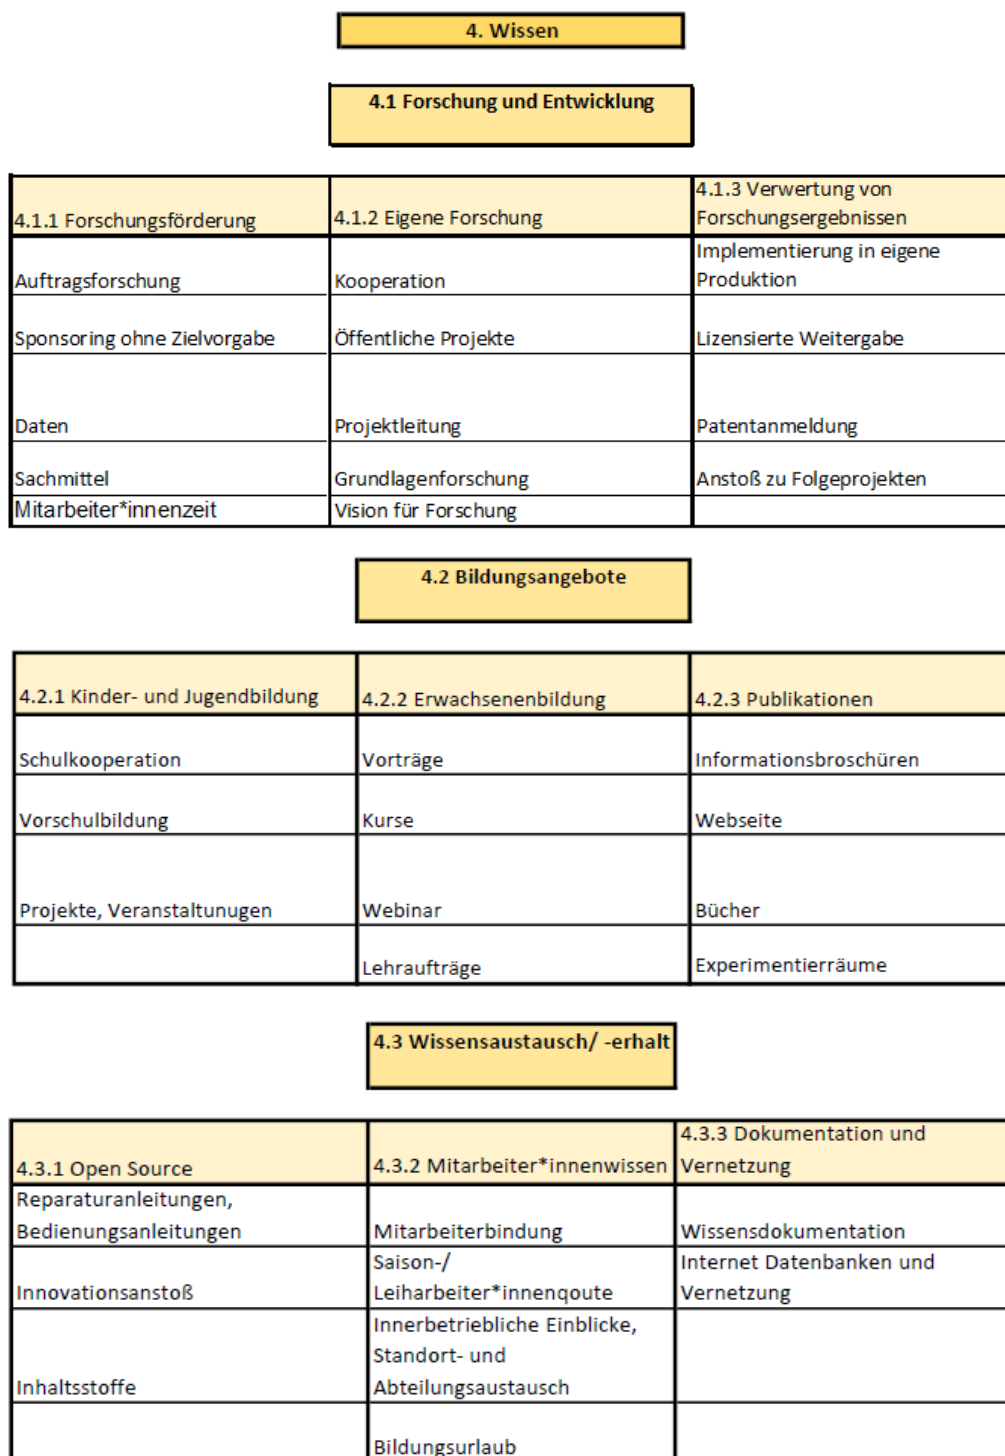 4. Wissen
4.1 Forschung und Entwicklung
4.1.1 Forschungsförderung
4.1.2 Eigene Forschung
4.1.3 Verwertung von
Forschungsergebnissen
Auftragsforschung
Kooperation
Implementierung in eigene
Produktion
Sponsoring ohne Zielvorgabe
Öffentliche Projekte
Lizensierte Weitergabe
Daten
Projektleitung
Patentanmeldung
Sachmittel
Grundlagenforschung
Anstoß zu Folgeprojekten
Mitarbeiter*innenzeit
Vision für Forschung
4.2 Bildungsangebote
4.2.1 Kinder- und Jugendbildung
4.2.2 Erwachsenenbildung
4.2.3 Publikationen
Schulkooperation
Vorträge
Informationsbroschüren
Vorschulbildung
Kurse
Webseite
Projekte, Veranstaltunugen
Webinar
Bücher
Lehraufträge
Experimentierräume
4.3 Wissensaustausch/ -erhalt
4.3.1 Open Source
4.3.2 Mitarbeiter*innenwissen
4.3.3 Dokumentation und
Vernetzung
Reparaturanleitungen,
Bedienungsanleitungen
Mitarbeiterbindung
Wissensdokumentation
Innovationsanstoß
Saison-/
Leiharbeiter*innenqoute
Internet Datenbanken und
Vernetzung
Inhaltsstoffe
Innerbetriebliche Einblicke,
Standort- und
Abteilungsaustausch
Bildungsurlaub